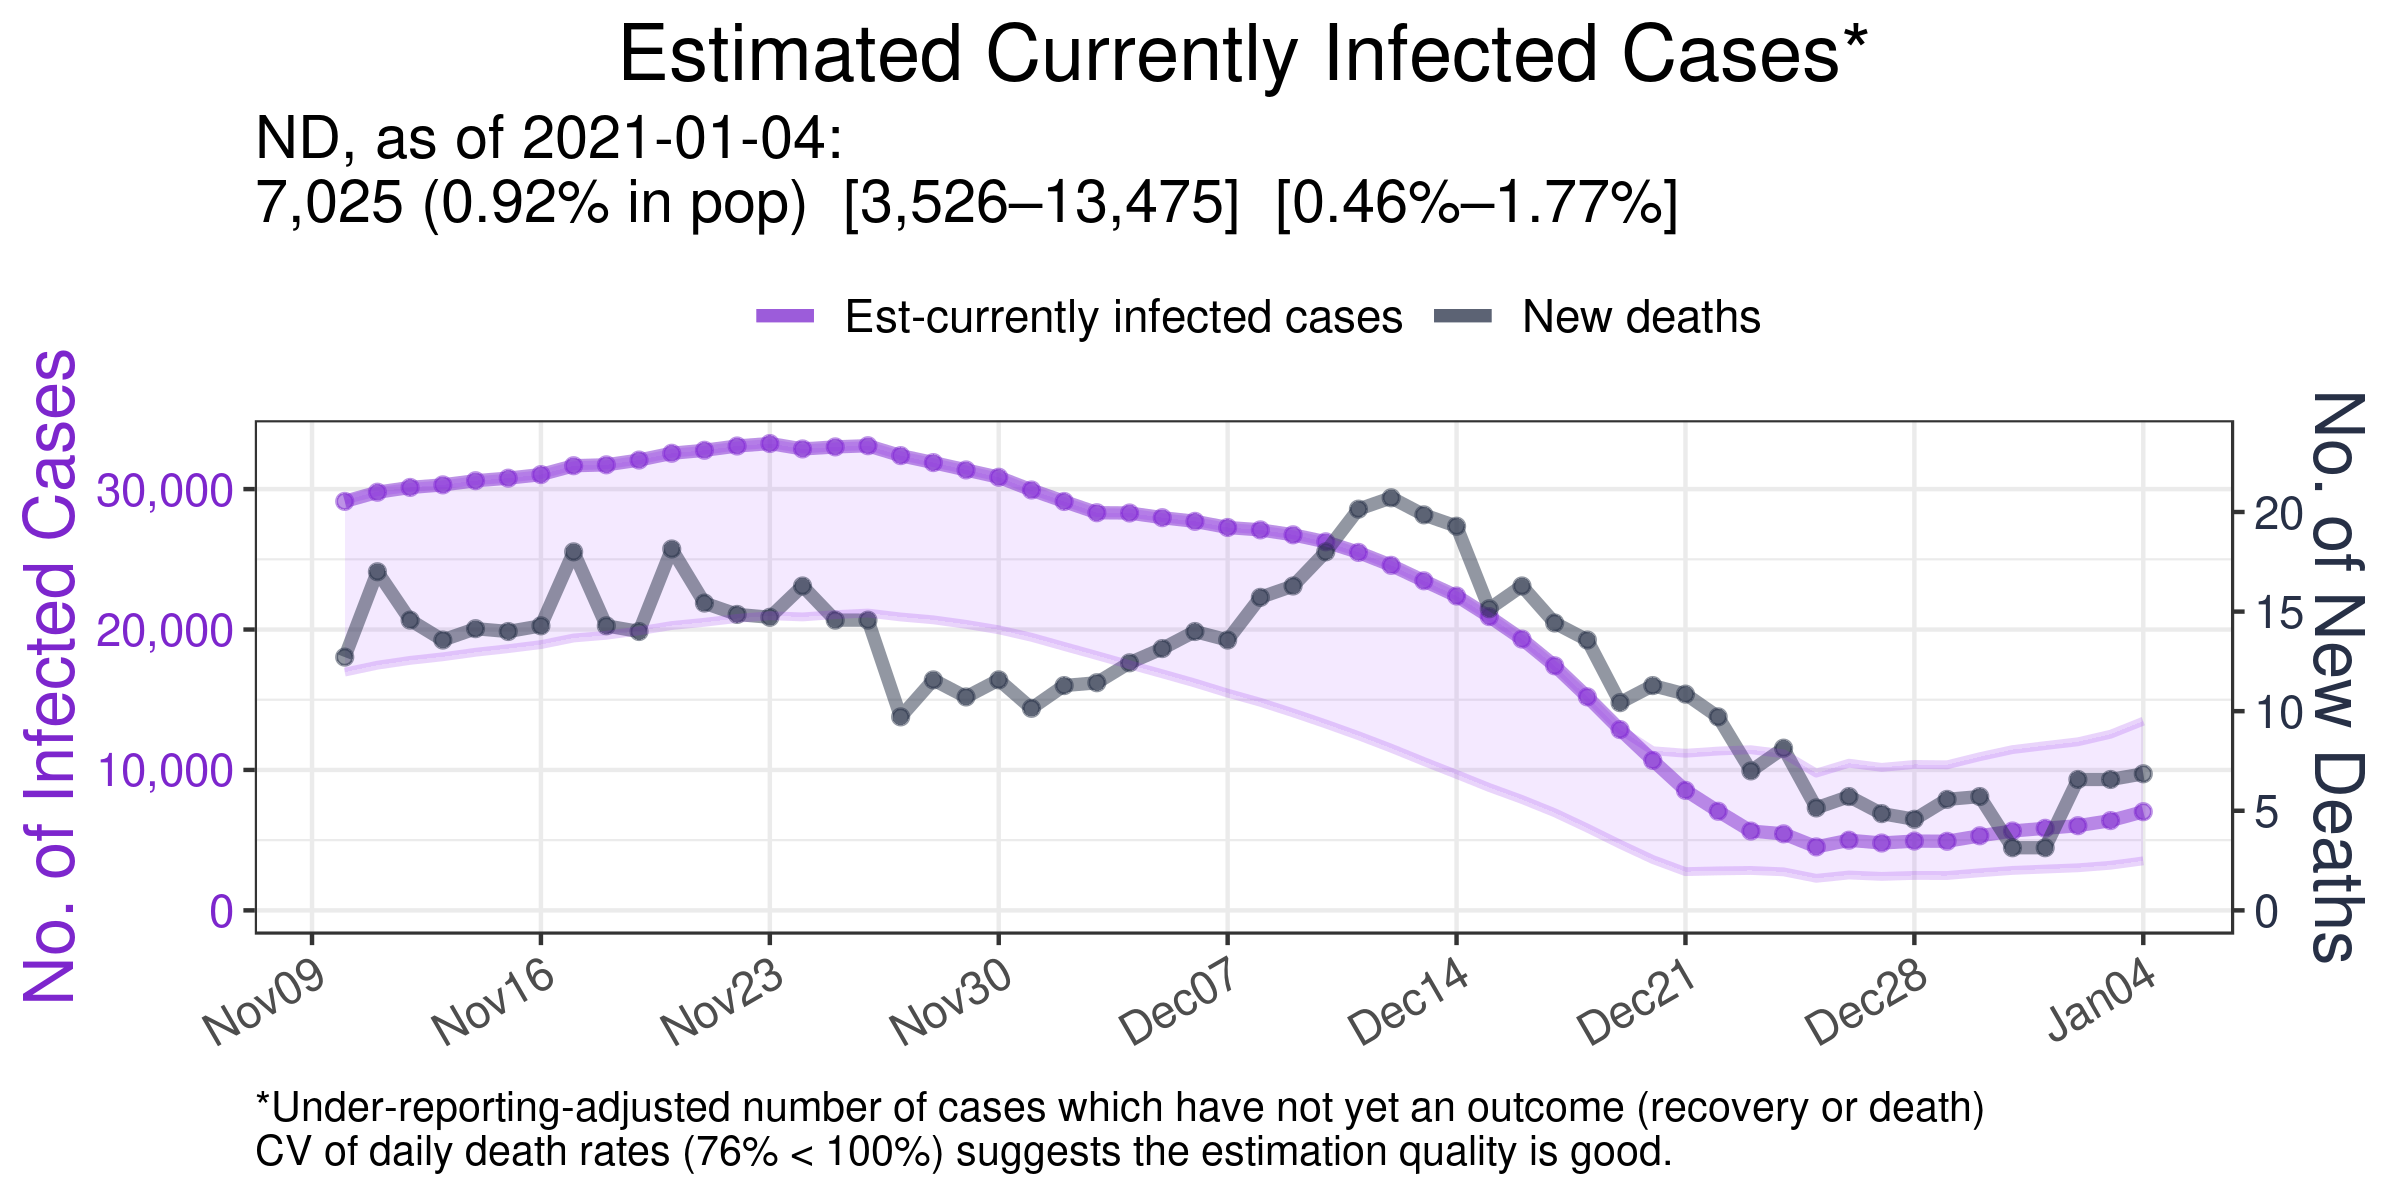 Estimated Currently Infected Cases*
ND, as of 2021-01-04:
7,025 (0.92% in pop)  [3,526–13,475]  [0.46%–1.77%]
Est-currently infected cases
New deaths
No. of Infected Cases
30,000
20,000
10,000
0
No. of New Deaths
20
15
10
5
0
Nov09
Nov16
Nov23
Nov30
Dec07
Dec14
Dec21
Dec28
Jan04
*Under-reporting-adjusted number of cases which have not yet an outcome (recovery or death)
CV of daily death rates (76% < 100%) suggests the estimation quality is good.